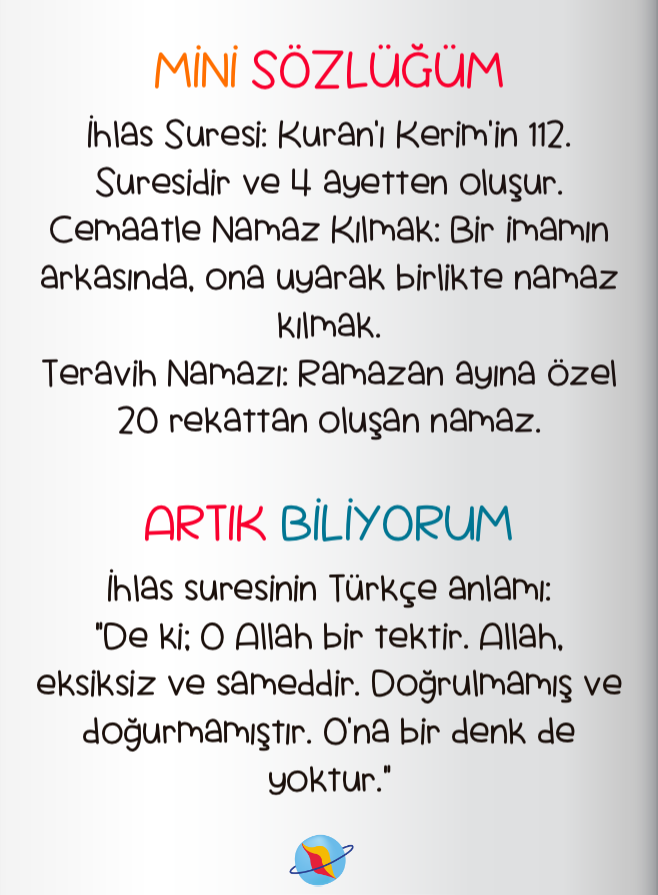 MİNİ SÖZLÜĞÜM
İhlas Suresi: Kuran'ı Kerim'in 112.
Suresidir ve 4 ayetten oluşur.
Cemaatle Namaz Kılmak: Bir imamın
arkasında, ona uyarak birlikte namaz
kılmak.
Teravih Namazı: Ramazan ayına özel
20 rekattan oluşan namaz.
ARTIK BİLİYORUM
İhlas suresinin Türkçe anlamı:
"De ki; O Allah bir tektir. Allah,
eksiksiz ve sameddir. Doğrulmamış ve
doğurmamıştır. O'na bir denk de
yoktur."